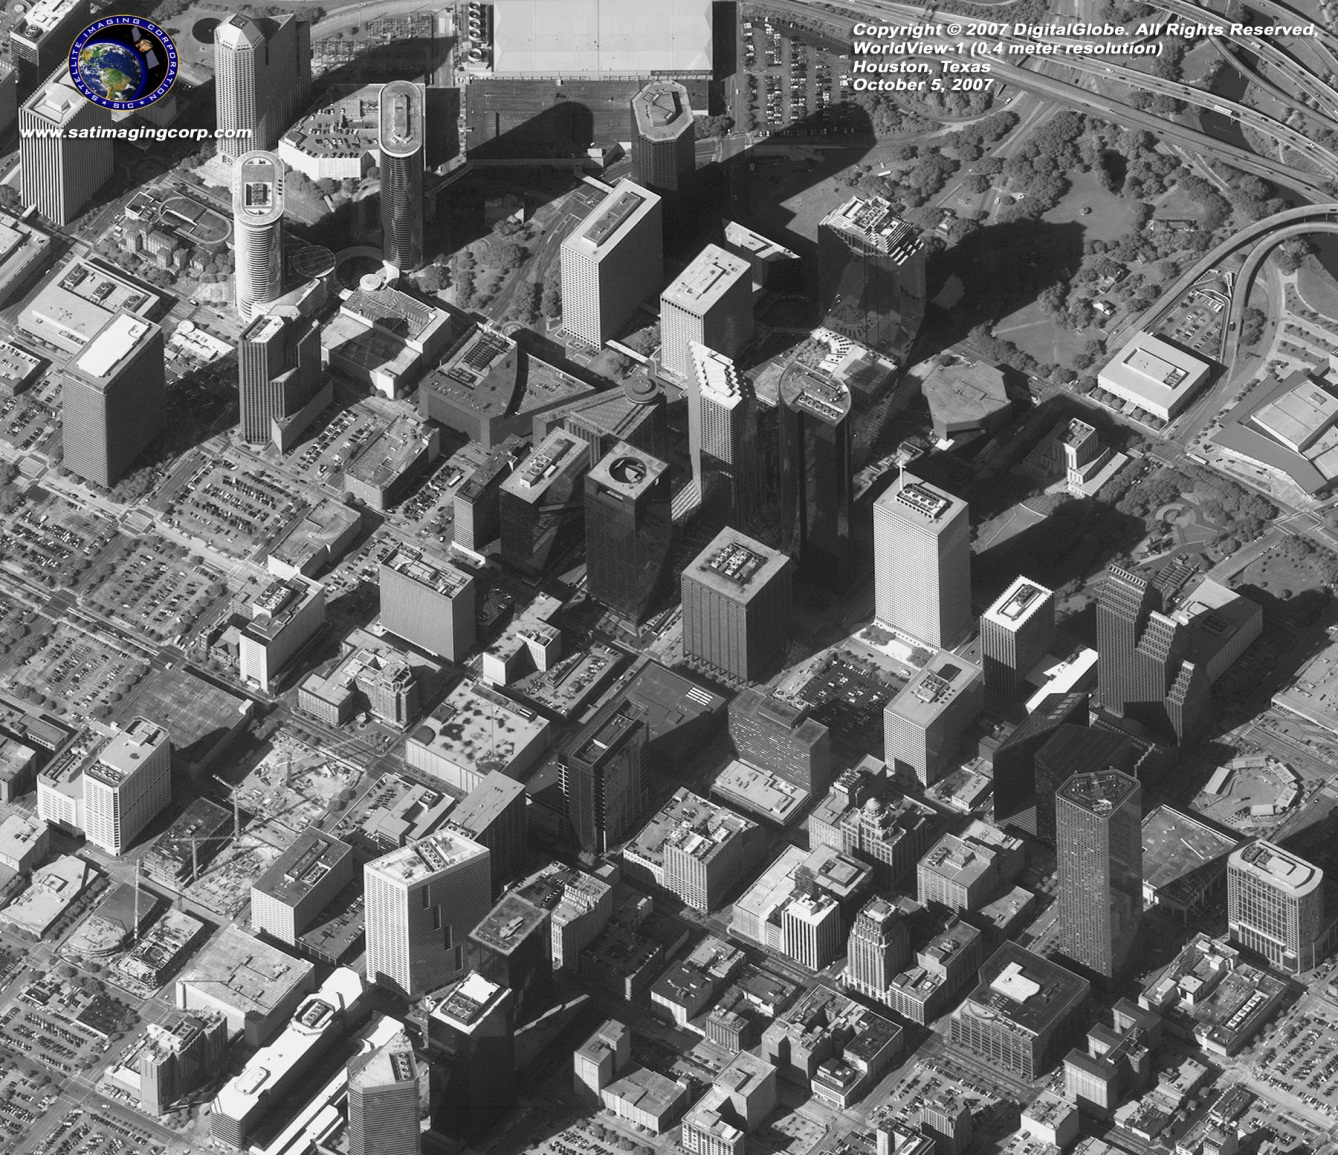 SATELLITE IMAGING CORPORATION
SIC
www.satimagingcorp.com
Copyright © 2007 DigitalGlobe. All Rights Reserved,
WorldView-1 (0.4 meter resolution)
Houston, Texas
October 5, 2007